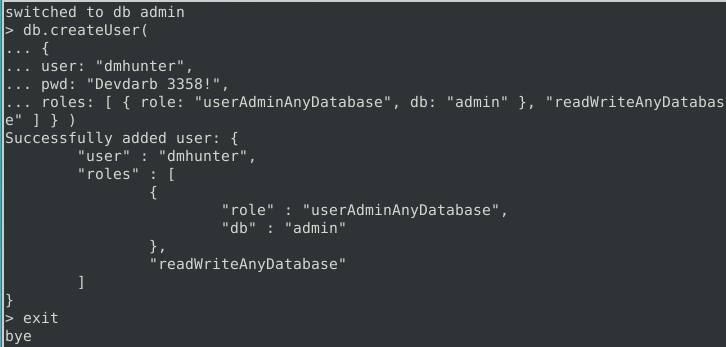 switched to db admin
> db.createUser(
... {
... user: "dmhunter",
... pwd: "Devdarb 3358!",
... roles: [ { role: "userAdminAnyDatabase", db: "admin" }, "readWriteAnyDatabas
e" ] } )
Successfully added user: {
        "user" : "dmhunter",
        "roles" : [
                {
                        "role" : "userAdminAnyDatabase",
                        "db" : "admin"
                },
                "readWriteAnyDatabase"
        ]
}
> exit
bye